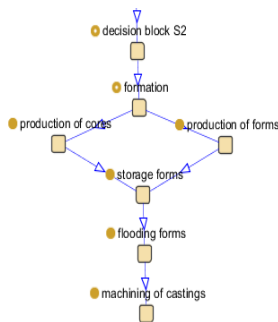 decision block S2
formation
production of cores
production of forms
storage forms
flooding forms
machining of castings